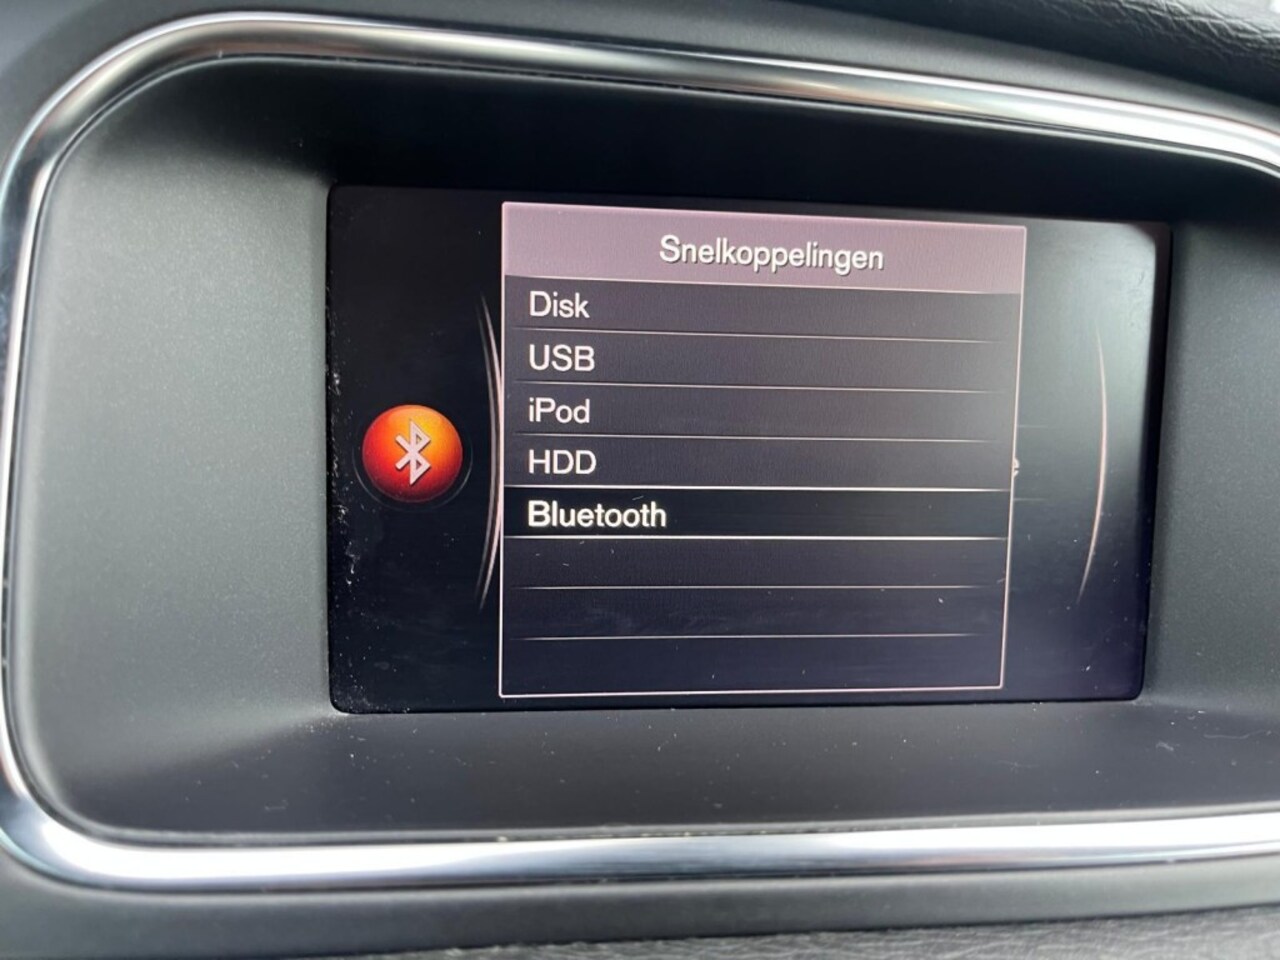 Snelkoppelingen
Disk
USB
iPod
HDD
Bluetooth